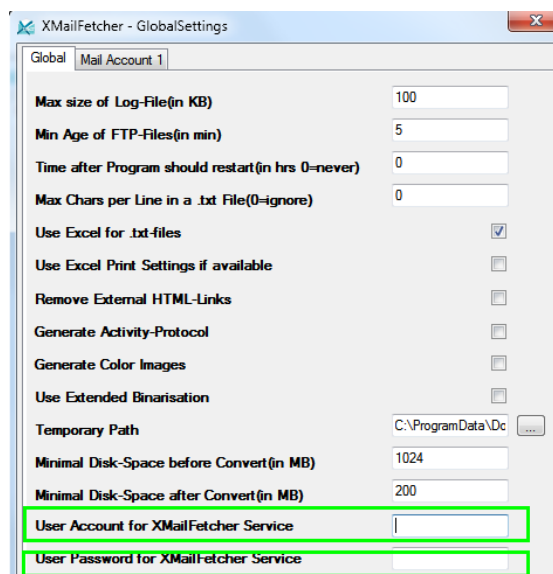 XMailFetcher - GlobalSettings
Global Mail Account 1
Max size of Log-File(in KB) 100
Min Age of FTP-Files(in min) 5
Time after Program should restart(in hrs 0=never) 0
Max Chars per Line in a .txt File(0=ignore) 0
Use Excel for .txt-files
Use Excel Print Settings if available
Remove External HTML-Links
Generate Activity-Protocol
Generate Color Images
Use Extended Binarisation
Temporary Path C:\ProgramData\Dc ...
Minimal Disk-Space before Convert(in MB) 1024
Minimal Disk-Space after Convert(in MB) 200
User Account for XMailFetcher Service
User Password for XMailFetcher Service